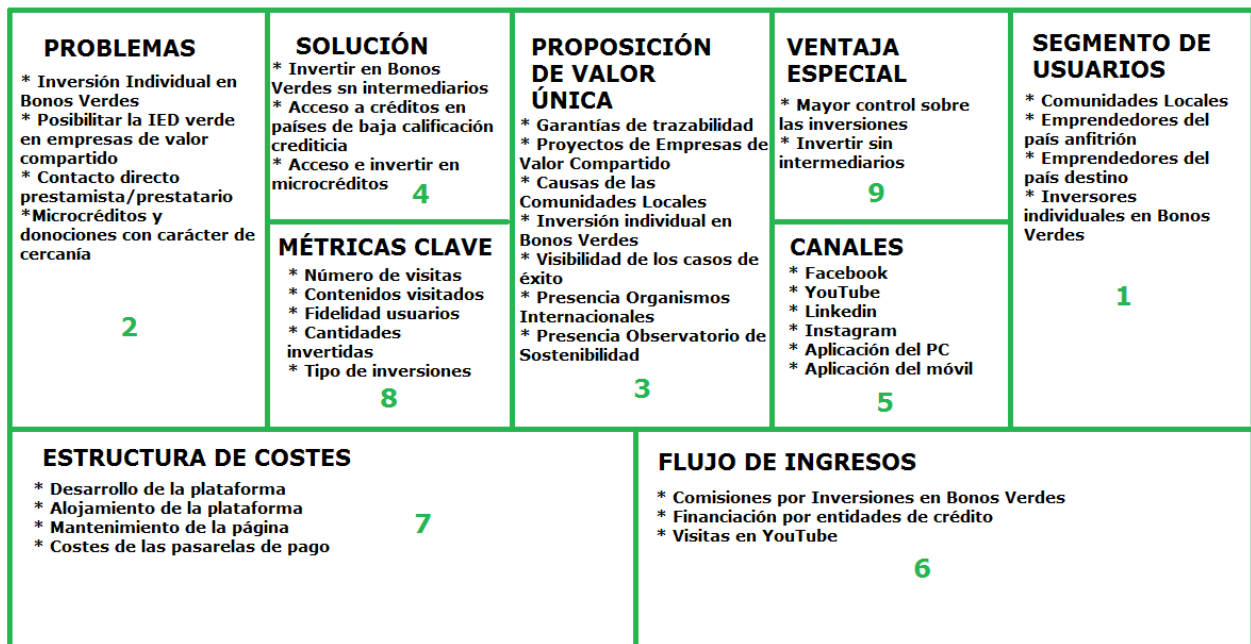 PROBLEMAS
* Inversión Individual en
Bonos Verdes
* Posibilitar la IED verde
en empresas de valor
compartido
* Contacto directo
prestamista/prestatario
*Microcréditos y
donociones con carácter de
cercanía
2
SOLUCIÓN
* Invertir en Bonos
Verdes sn intermediarios
* Acceso a créditos en
países de baja calificación
crediticia
* Acceso e invertir en
microcréditos
4
MÉTRICAS CLAVE
* Número de visitas
* Contenidos visitados
* Fidelidad usuarios
* Cantidades
invertidas
* Tipo de inversiones
8
PROPOSICIÓN
DE VALOR
ÚNICA
* Garantías de trazabilidad
* Proyectos de Empresas de
Valor Compartido
* Causas de las
Comunidades Locales
* Inversión individual en
Bonos Verdes
* Visibilidad de los casos de
éxito
* Presencia Organismos
Internacionales
* Presencia Observatorio de
Sostenibilidad
3
VENTAJA
ESPECIAL
* Mayor control sobre
las inversiones
* Invertir sin
intermediarios
9
CANALES
* Facebook
* YouTube
* Linkedin
* Instagram
* Aplicación del PC
* Aplicación del móvil
5
SEGMENTO DE
USUARIOS
* Comunidades Locales
* Emprendedores del
país anfitrión
* Emprendedores del
país destino
* Inversores
individuales en Bonos
Verdes
1
ESTRUCTURA DE COSTES
* Desarrollo de la plataforma
* Alojamiento de la plataforma
* Mantenimiento de la página
* Costes de las pasarelas de pago
7
FLUJO DE INGRESOS
* Comisiones por Inversiones en Bonos Verdes
* Financiación por entidades de crédito
* Visitas en YouTube
6